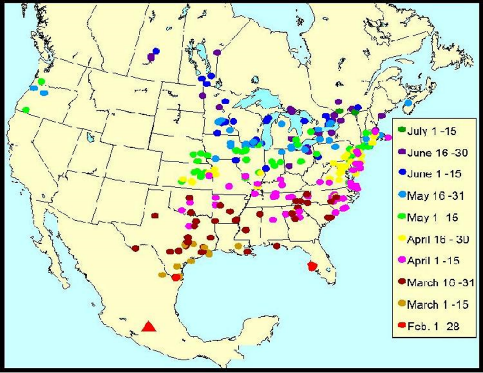 July 1 -15
June 16 -30
June 1 -15
May 16 -31
May 1 -15
April 16 - 30
April 1 -15
March 16 -31
March 1 -15
Feb. 1 -28